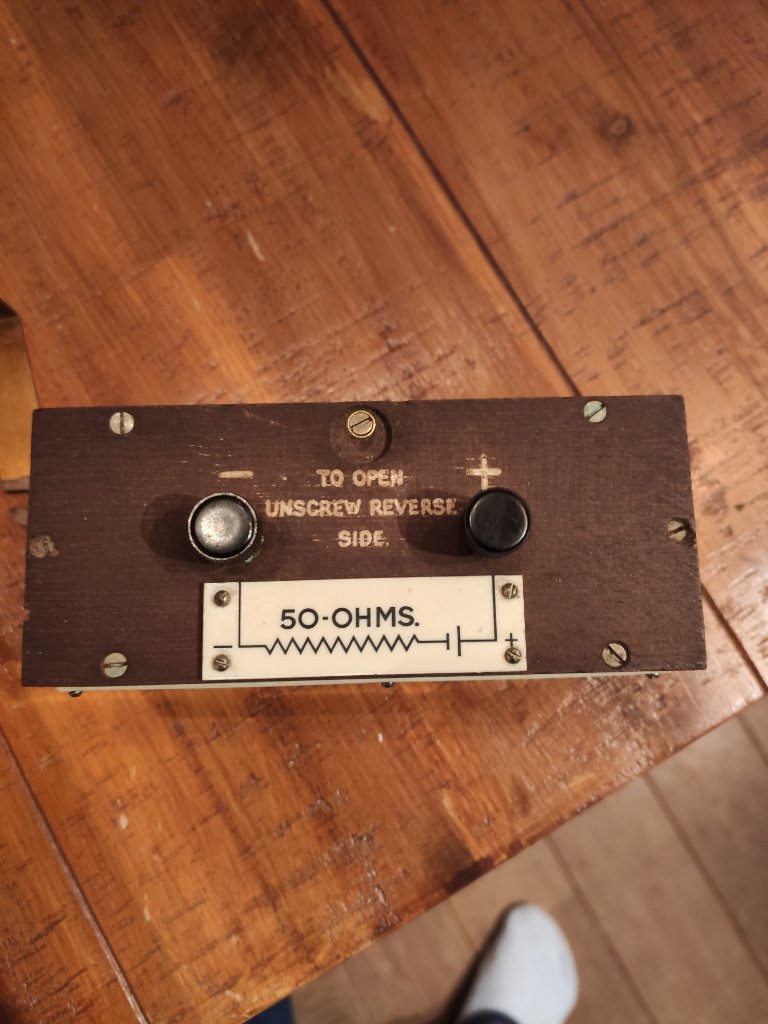 − +
TO OPEN
UNSCREW REVERSE
SIDE.
50-OHMS.
− +